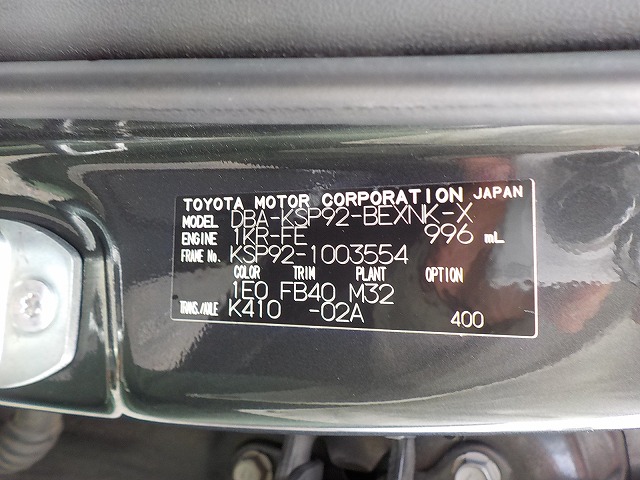 TOYOTA MOTOR CORPORATION JAPAN
MODEL DBA-KSP92-BEXNK-X
ENGINE 1KR-FE 996 mL
FRAME No. KSP92-1003554
COLOR TRIM PLANT OPTION
1E0 FB40 M32
TRANS./AXLE K410 -02A
400